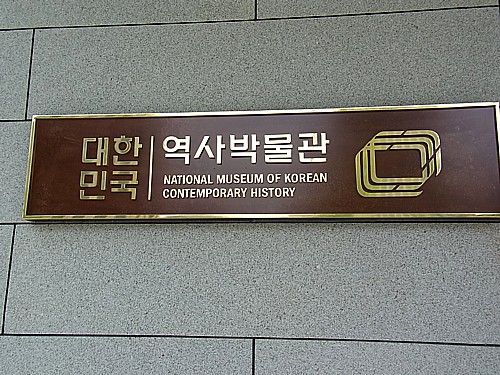 대한
민국
역사박물관
NATIONAL MUSEUM OF KOREAN
CONTEMPORARY HISTORY